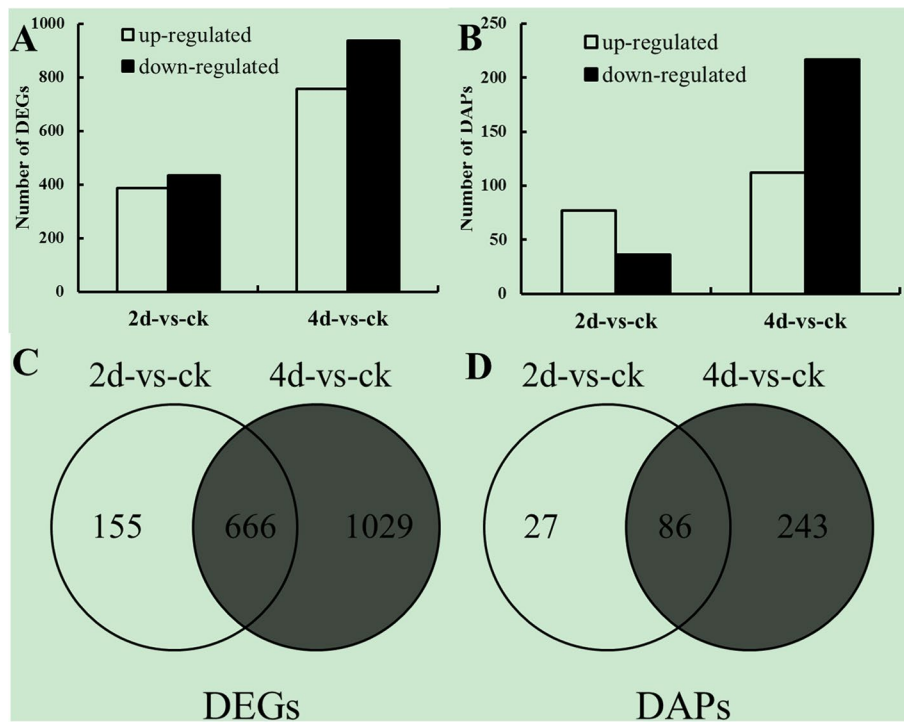 A
1000
800
600
400
200
0
Number of DEGs
up-regulated
down-regulated
2d-vs-ck 4d-vs-ck
B
250
200
150
100
50
0
Number of DAPs
up-regulated
down-regulated
2d-vs-ck 4d-vs-ck
C
2d-vs-ck 4d-vs-ck
155 666 1029
DEGs
D
2d-vs-ck 4d-vs-ck
27 86 243
DAPs